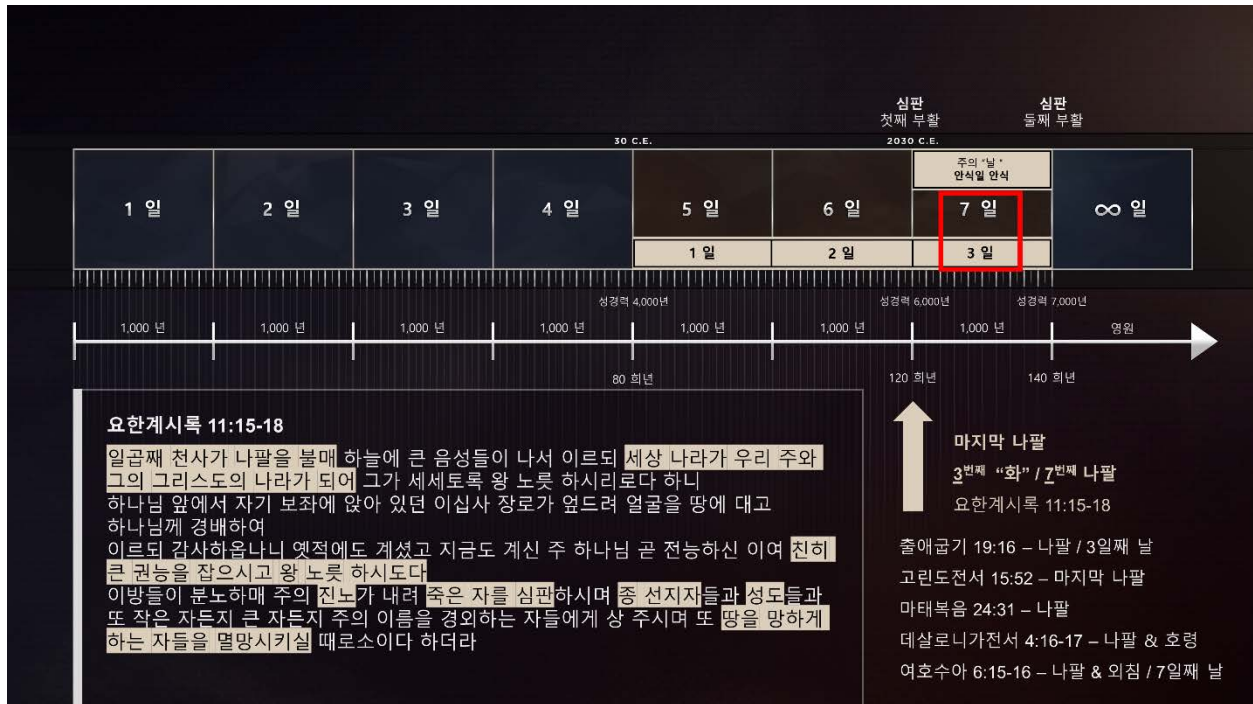 심판
첫째 부활
심판
둘째 부활
30 C.E.
2030 C.E.
주의 "날"
안식일 안식
1 일
2 일
3 일
4 일
5 일
6 일
7 일
∞ 일
1 일
2 일
3 일
성경력 4,000년
성경력 6,000년
성경력 7,000년
1,000 년
1,000 년
1,000 년
1,000 년
1,000 년
1,000 년
1,000 년
영원
80 희년
120 희년
140 희년
요한계시록 11:15-18
일곱째 천사가 나팔을 불매 하늘에 큰 음성들이 나서 이르되 세상 나라가 우리 주와
그의 그리스도의 나라가 되어 그가 세세토록 왕 노릇 하시리로다 하니
하나님 앞에서 자기 보좌에 앉아 있던 이십사 장로가 엎드려 얼굴을 땅에 대고
하나님께 경배하여
이르되 감사하옵나니 옛적에도 계셨고 지금도 계신 주 하나님 곧 전능하신 이여 친히
큰 권능을 잡으시고 왕 노릇 하시도다
이방들이 분노하매 주의 진노가 내려 죽은 자를 심판하시며 종 선지자들과 성도들과
또 작은 자든지 큰 자든지 주의 이름을 경외하는 자들에게 상 주시며 또 땅을 망하게
하는 자들을 멸망시키실 때로소이다 하더라
마지막 나팔
3번째 “화” / 7번째 나팔
요한계시록 11:15-18
출애굽기 19:16 – 나팔 / 3일째 날
고린도전서 15:52 – 마지막 나팔
마태복음 24:31 – 나팔
데살로니가전서 4:16-17 – 나팔 & 호령
여호수아 6:15-16 – 나팔 & 외침 / 7일째 날